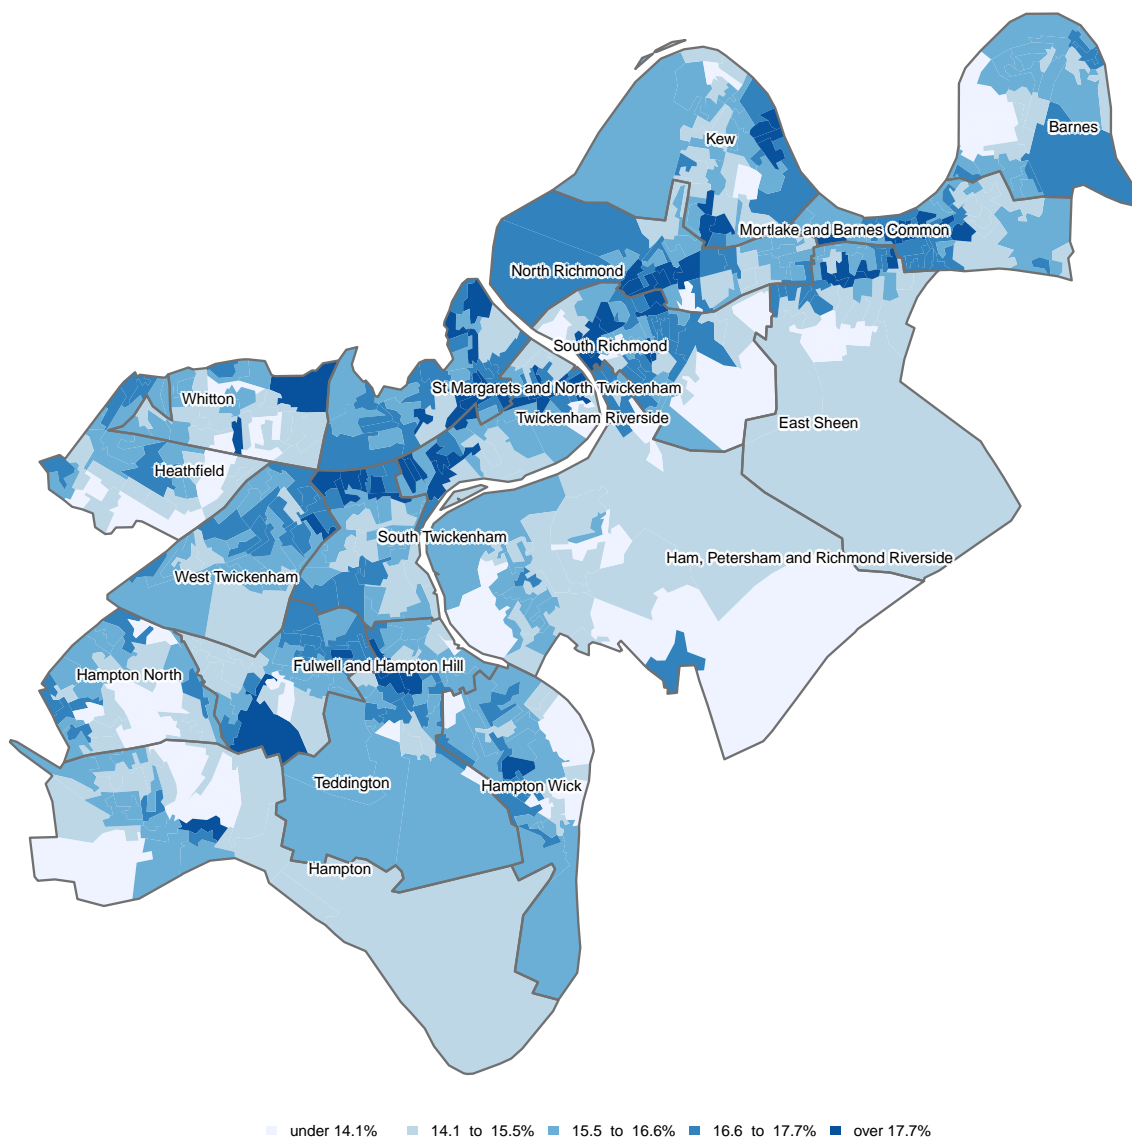 Kew
Barnes
Mortlake and Barnes Common
North Richmond
South Richmond
St Margarets and North Twickenham
Whitton
Twickenham Riverside
East Sheen
Heathfield
South Twickenham
Ham, Petersham and Richmond Riverside
West Twickenham
Fulwell and Hampton Hill
Hampton North
Teddington
Hampton Wick
Hampton
under 14.1% 14.1 to 15.5% 15.5 to 16.6% 16.6 to 17.7% over 17.7%